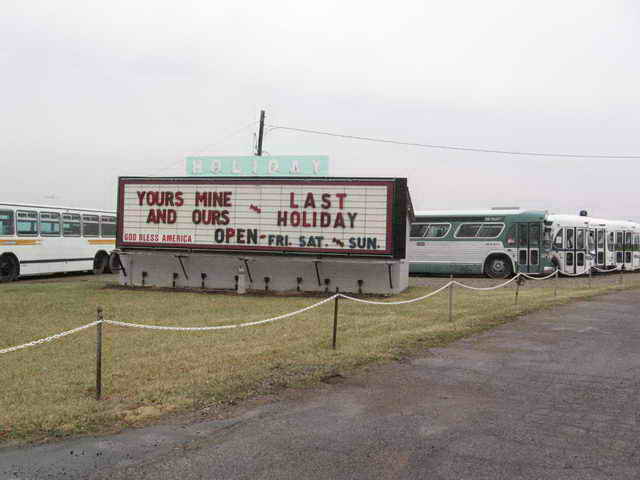 HOLIDAY
YOURS MINE ~ LAST
AND OURS HOLIDAY
GOD BLESS AMERICA OPEN - FRI. SAT. ~ SUN.